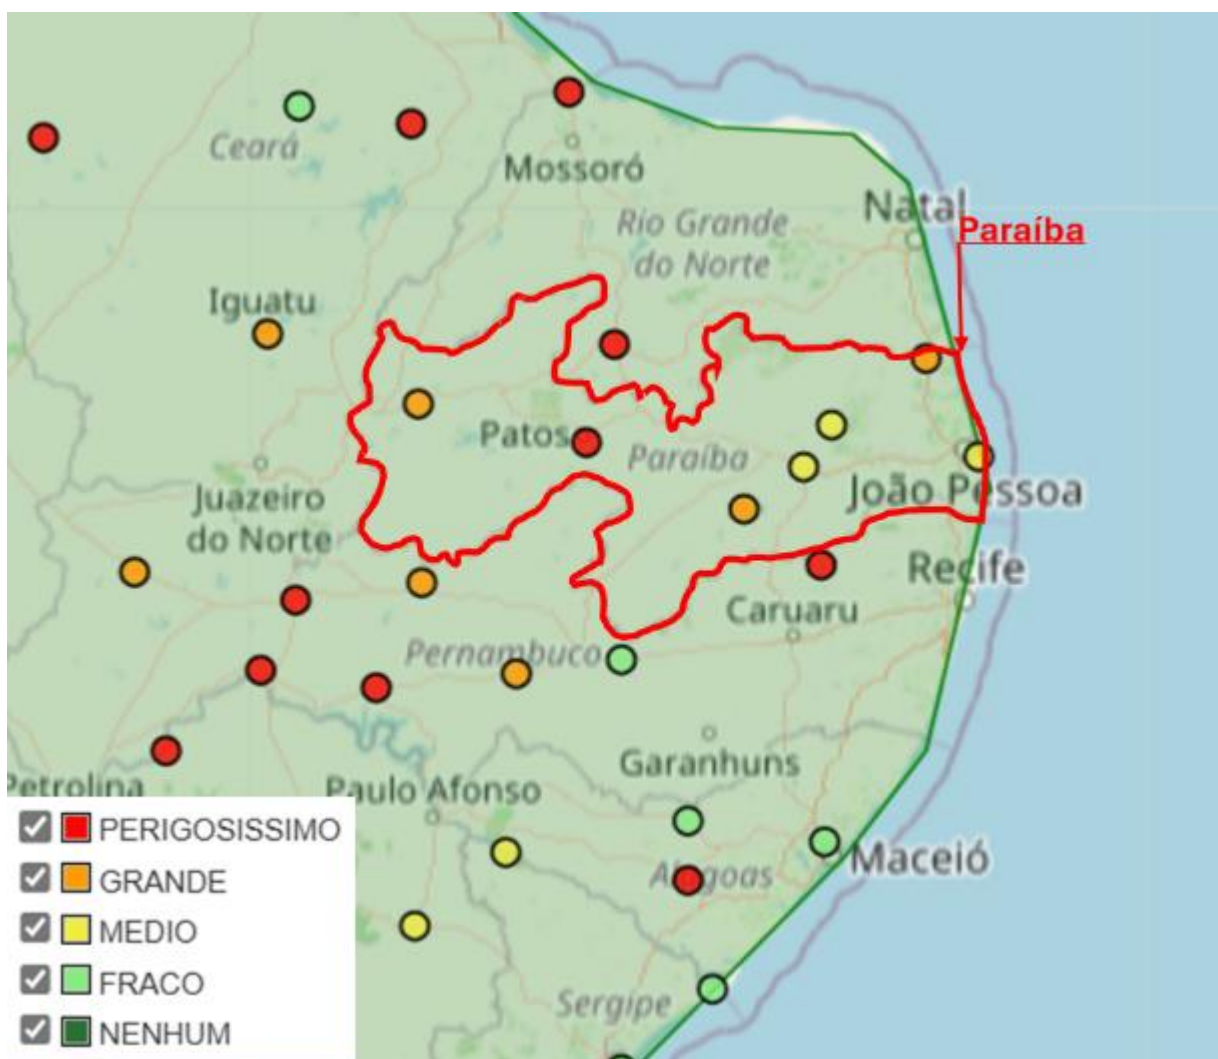 Ceará
Mossoró
Natal
Paraíba
Rio Grande
do Norte
Iguatu
Patos
Paraíba
João Pessoa
Juazeiro
do Norte
Recife
Caruaru
Pernambuco
Garanhuns
Petrolina
Paulo Afonso
Maceió
Alagoas
Sergipe
PERIGOSISSIMO
GRANDE
MEDIO
FRACO
NENHUM